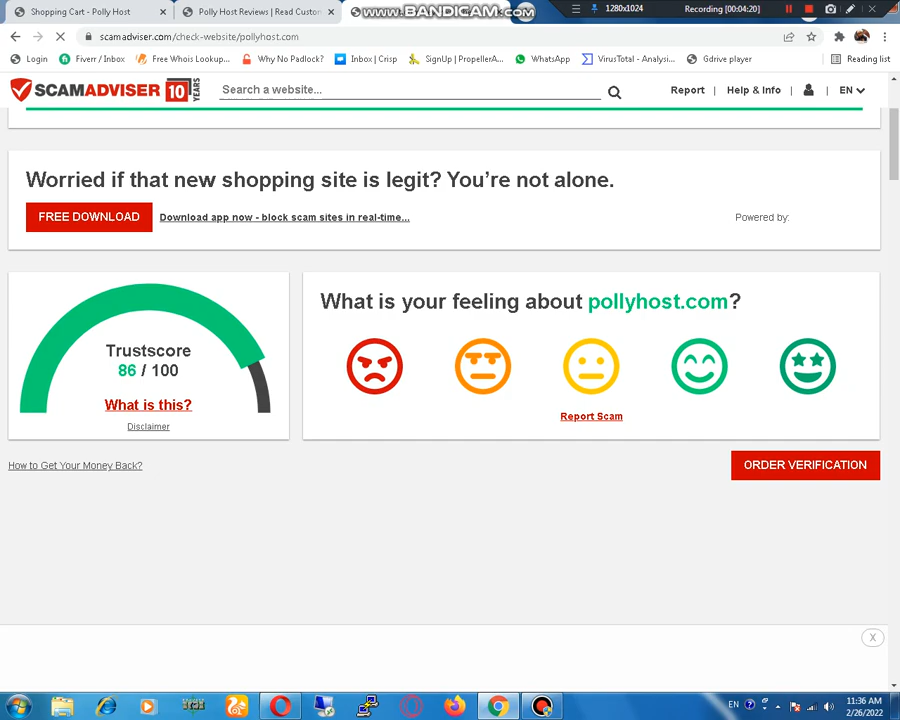 Shopping Cart - Polly Host
Polly Host Reviews | Read Custom
WWW.BANDICAM.COM
1280x1024
Recording [00:04:20]
scamadviser.com/check-website/pollyhost.com
Login
Fiverr / Inbox
Free Whois Lookup...
Why No Padlock?
Inbox | Crisp
SignUp | PropellerA...
WhatsApp
VirusTotal - Analysi...
Gdrive player
Reading list
SCAMADVISER 10 YEARS
Search a website...
Report | Help & Info | | EN
Worried if that new shopping site is legit? You're not alone.
FREE DOWNLOAD
Download app now - block scam sites in real-time...
Powered by:
Trustscore
86 / 100
What is this?
Disclaimer
What is your feeling about pollyhost.com?
Report Scam
How to Get Your Money Back?
ORDER VERIFICATION
X
EN
11:36 AM
2/26/2022